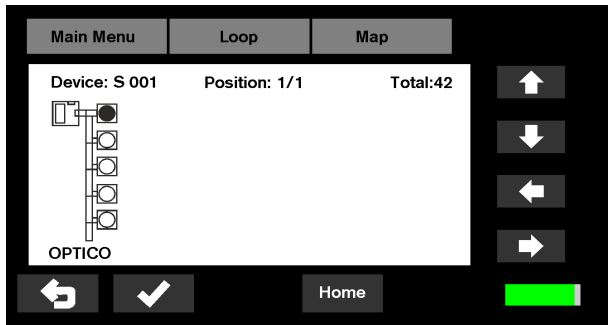 Main Menu Loop Map
Device: S 001 Position: 1/1 Total:42
OPTICO
Home